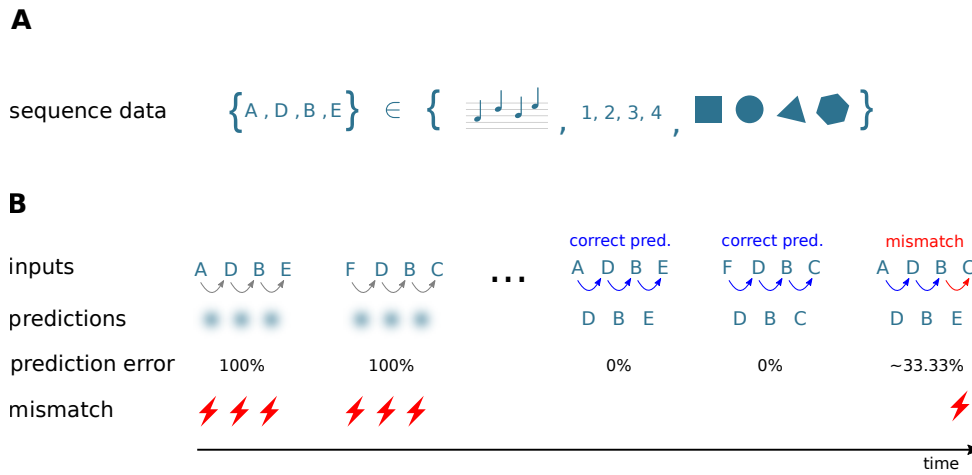 A
sequence data { A , D , B , E } ∈ { , 1, 2, 3, 4 , }
B
correct pred. correct pred. mismatch
inputs A D B E F D B C ... A D B E F D B C A D B C
predictions D B E D B C D B E
prediction error 100% 100% 0% 0% ~33.33%
mismatch
time